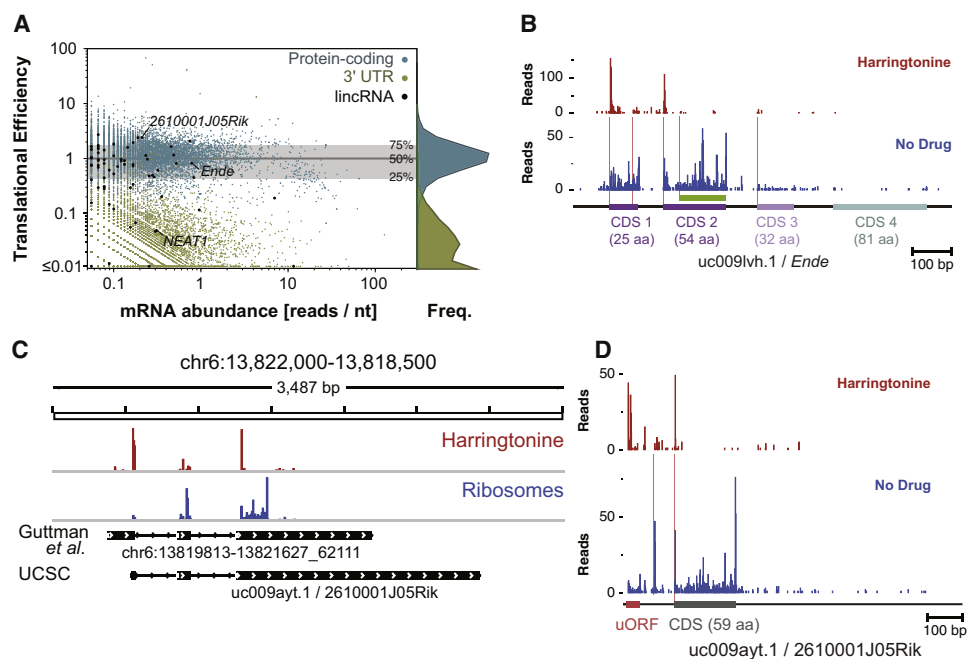 A
Translational Efficiency
100
10
1
0.1
≤0.01
Protein-coding
3' UTR
lincRNA
2610001J05Rik
Ende
NEAT1
75%
50%
25%
0.1
1
10
100
mRNA abundance [reads / nt]
Freq.
B
Reads
100
0
Harringtonine
Reads
50
0
No Drug
CDS 1
(25 aa)
CDS 2
(54 aa)
CDS 3
(32 aa)
CDS 4
(81 aa)
uc009lvh.1 / Ende
100 bp
C
chr6:13,822,000-13,818,500
3,487 bp
Harringtonine
Ribosomes
Guttman
et al.
chr6:13819813-13821627_62111
UCSC
uc009ayt.1 / 2610001J05Rik
D
Reads
50
0
Harringtonine
Reads
50
0
No Drug
uORF
CDS (59 aa)
100 bp
uc009ayt.1 / 2610001J05Rik